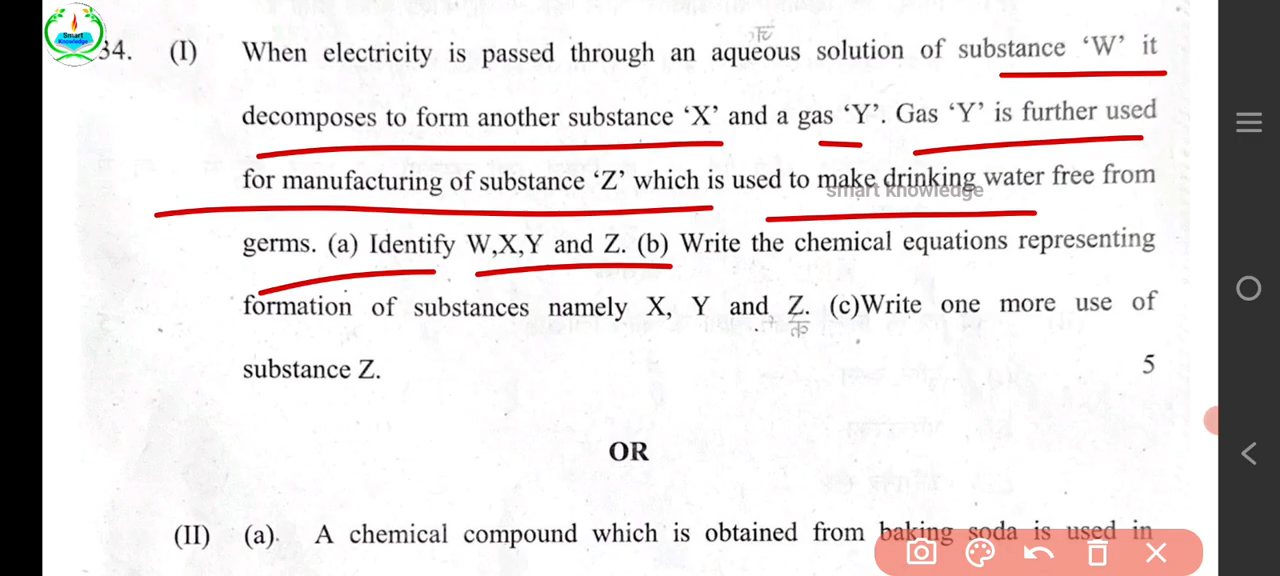 Smart
Knowledge
34. (I) When electricity is passed through an aqueous solution of substance ‘W’ it
decomposes to form another substance ‘X’ and a gas ‘Y’. Gas ‘Y’ is further used
for manufacturing of substance ‘Z’ which is used to make drinking water free from
smart knowledge
germs. (a) Identify W,X,Y and Z. (b) Write the chemical equations representing
formation of substances namely X, Y and Z. (c)Write one more use of
substance Z. 5
OR
(II) (a). A chemical compound which is obtained from baking soda is used in